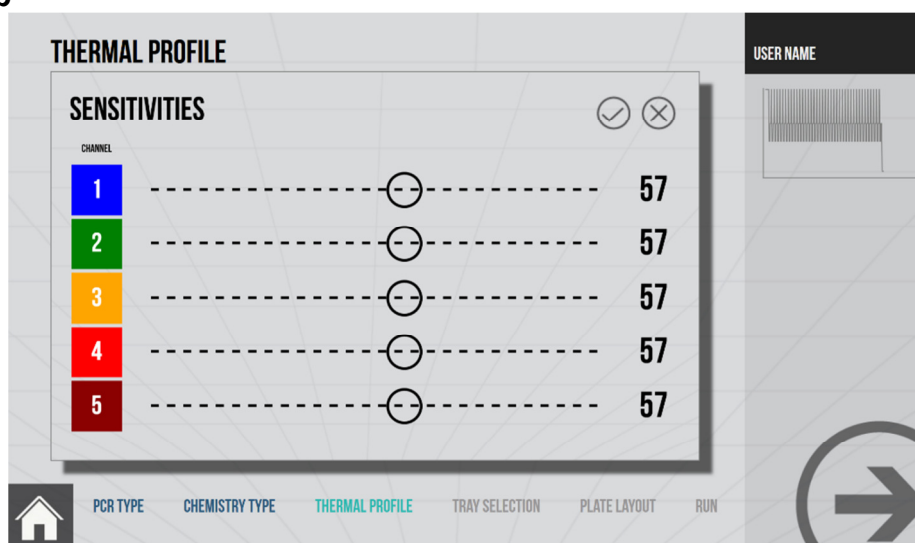 THERMAL PROFILE
USER NAME
SENSITIVITIES
CHANNEL
1 57
2 57
3 57
4 57
5 57
PCR TYPE CHEMISTRY TYPE THERMAL PROFILE TRAY SELECTION PLATE LAYOUT RUN